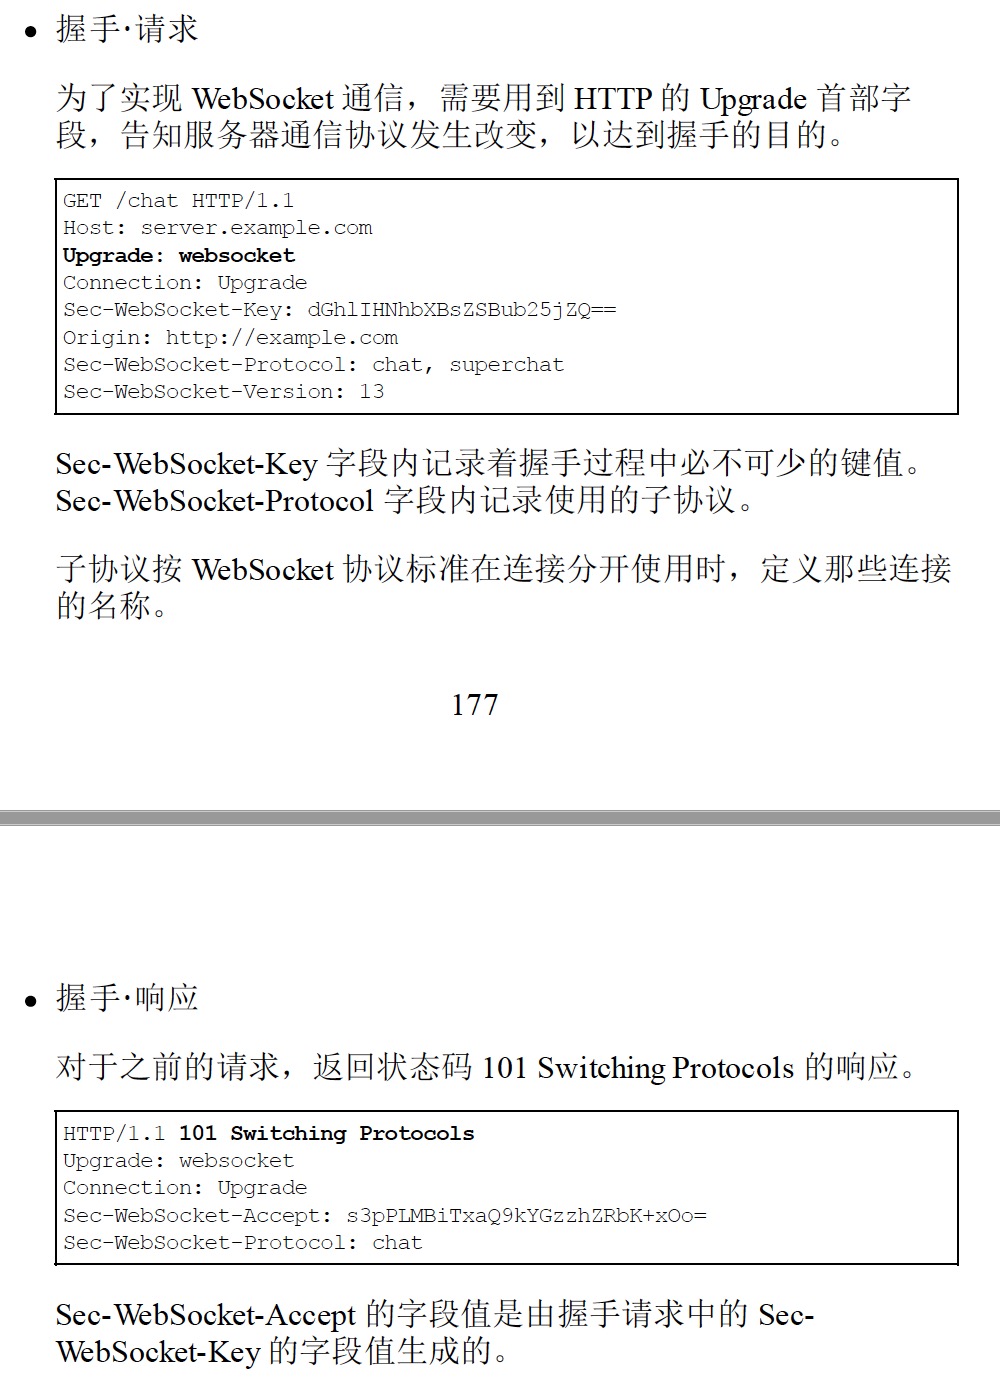 • 握手·请求
为了实现 WebSocket 通信，需要用到 HTTP 的 Upgrade 首部字
段，告知服务器通信协议发生改变，以达到握手的目的。
GET /chat HTTP/1.1
Host: server.example.com
Upgrade: websocket
Connection: Upgrade
Sec-WebSocket-Key: dGhlIHNhbXBsZSBub25jZQ==
Origin: http://example.com
Sec-WebSocket-Protocol: chat, superchat
Sec-WebSocket-Version: 13
Sec-WebSocket-Key 字段内记录着握手过程中必不可少的键值。
Sec-WebSocket-Protocol 字段内记录使用的子协议。
子协议按 WebSocket 协议标准在连接分开使用时，定义那些连接
的名称。
177
• 握手·响应
对于之前的请求，返回状态码 101 Switching Protocols 的响应。
HTTP/1.1 101 Switching Protocols
Upgrade: websocket
Connection: Upgrade
Sec-WebSocket-Accept: s3pPLMBiTxaQ9kYGzzhZRbK+xOo=
Sec-WebSocket-Protocol: chat
Sec-WebSocket-Accept 的字段值是由握手请求中的 Sec-
WebSocket-Key 的字段值生成的。